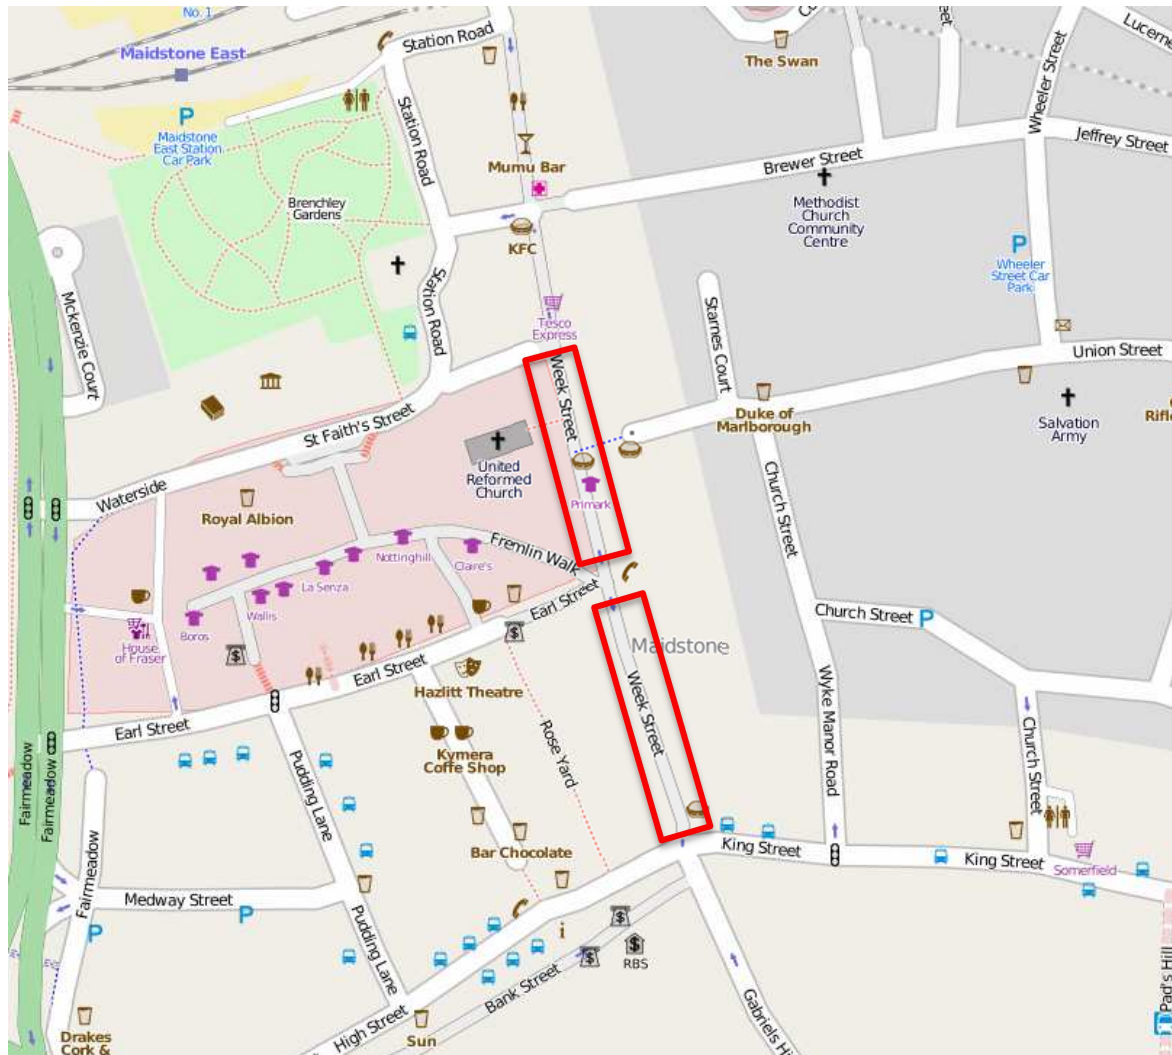 No. 1
Maidstone East
P
Maidstone
East Station
Car Park
Station Road
Station Road
Station Road
Brenchley
Gardens
Mumu Bar
KFC
Tesco
Express
The Swan
Street
Lucerne
Wheeler Street
Jeffrey Street
Brewer Street
Methodist
Church
Community
Centre
P
Wheeler
Street Car
Park
Mckenzie Court
Starnes Court
Union Street
Duke of
Marlborough
Salvation
Army
Week Street
St Faith's Street
United
Reformed
Church
Primark
Waterside
Royal Albion
Nottinghill
Fremlin Walk
Claire's
La Senza
Wallis
Boros
House
of Fraser
Earl Street
Earl Street
Earl Street
Church Street
Church Street
P
Church Street
Maidstone
Week Street
Wyke Manor Road
Hazlitt Theatre
Rose Yard
Kymera
Coffe Shop
Pudding Lane
Fairmeadow
Fairmeadow
Fairmeadow
Bar Chocolate
King Street
King Street
Somerfield
Medway Street
P
P
Pudding Lane
i
$
$
$
$
$
RBS
Bank Street
High Street
Sun
Gabriels Hi
Pad's Hill
Drakes
Cork &